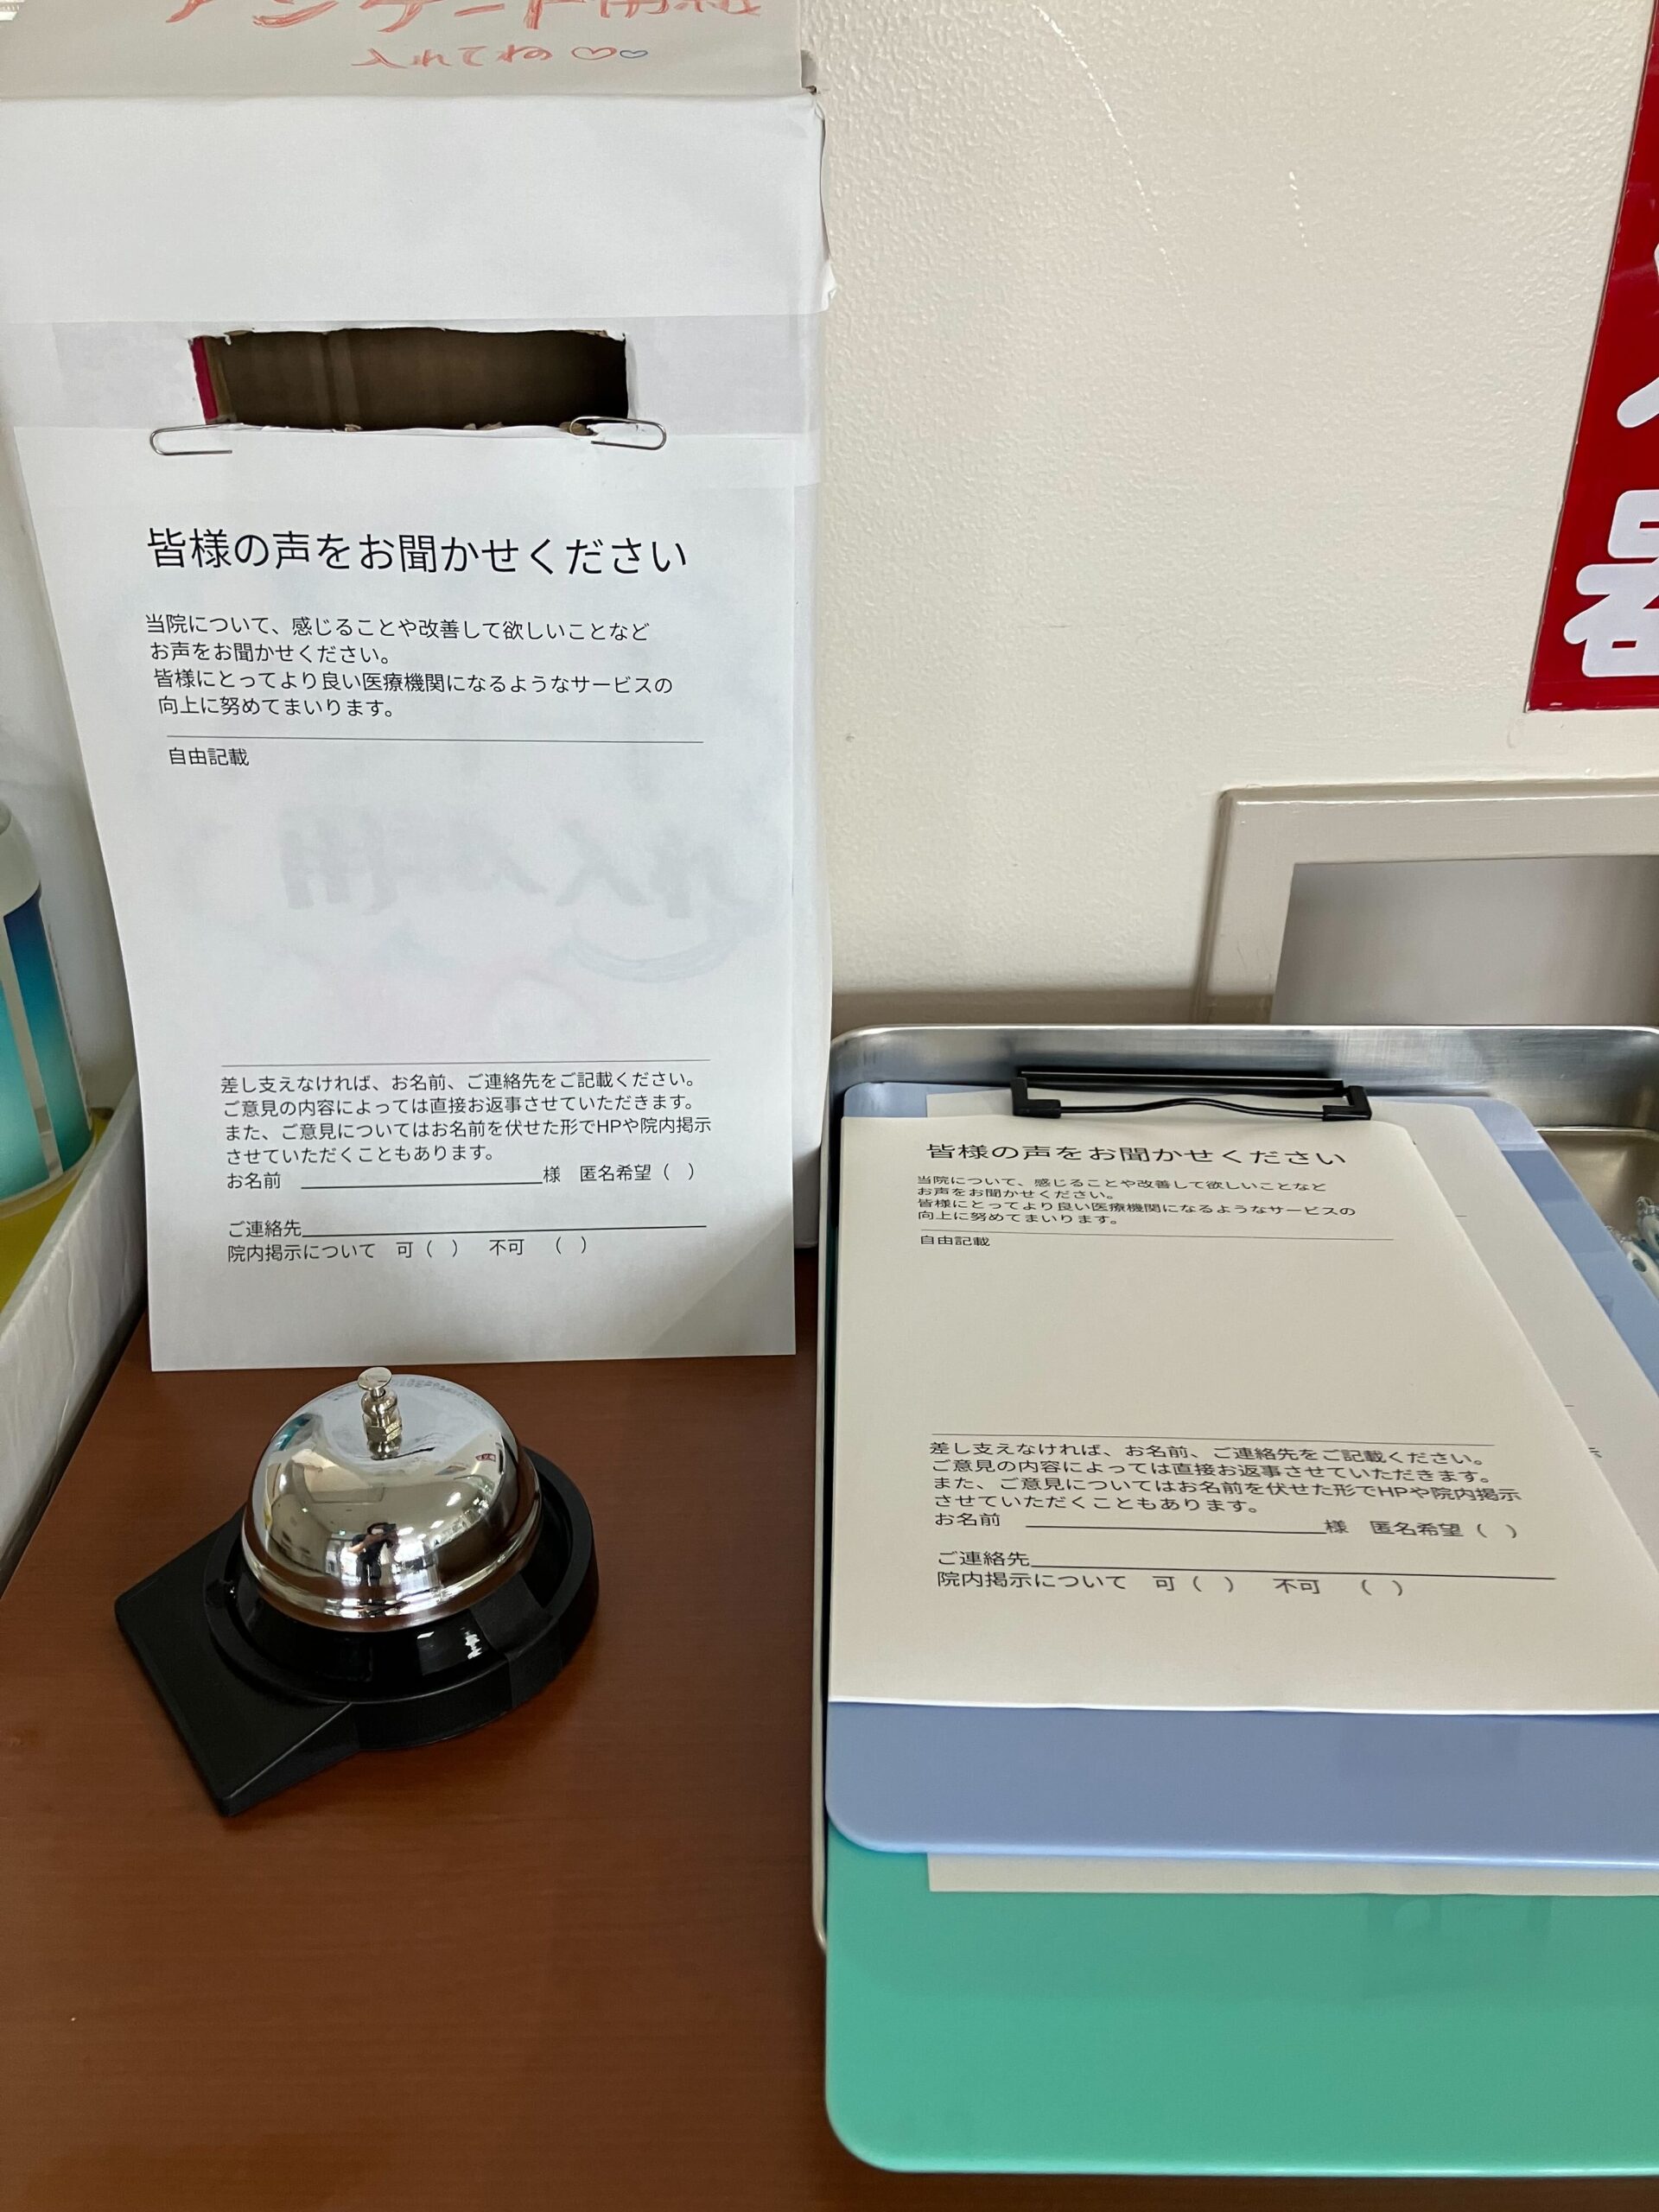 アンケート用紙
入れてね
皆様の声をお聞かせください
当院について、感じることや改善して欲しいことなど
お声をお聞かせください。
皆様にとってより良い医療機関になるようなサービスの
向上に努めてまいります。
自由記載
差し支えなければ、お名前、ご連絡先をご記載ください。
ご意見の内容によっては直接お返事させていただきます。
また、ご意見についてはお名前を伏せた形でHPや院内掲示
させていただくこともあります。
お名前 様 匿名希望（ ）
ご連絡先
院内掲示について 可（ ） 不可 （ ）
皆様の声をお聞かせください
当院について、感じることや改善して欲しいことなど
お声をお聞かせください。
皆様にとってより良い医療機関になるようなサービスの
向上に努めてまいります。
自由記載
差し支えなければ、お名前、ご連絡先をご記載ください。
ご意見の内容によっては直接お返事させていただきます。
また、ご意見についてはお名前を伏せた形でHPや院内掲示
させていただくこともあります。
お名前 様 匿名希望（ ）
ご連絡先
院内掲示について 可（ ） 不可 （ ）